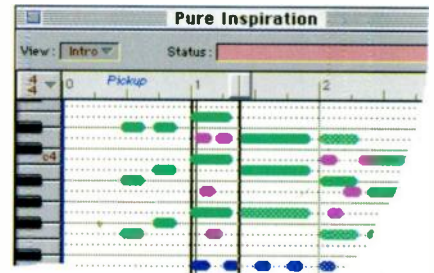 Pure Inspiration
View: Intro Status:
4 4 0 Pickup 1 2
c4